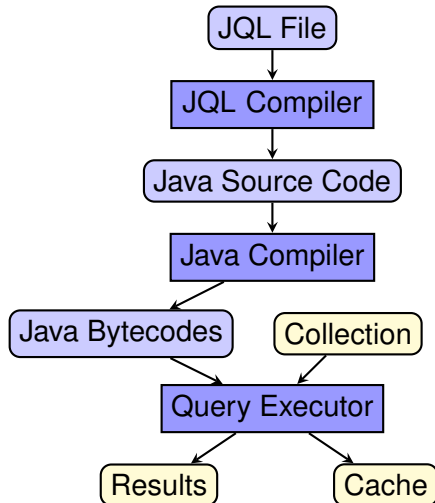 JQL File
JQL Compiler
Java Source Code
Java Compiler
Java Bytecodes
Collection
Query Executor
Results
Cache